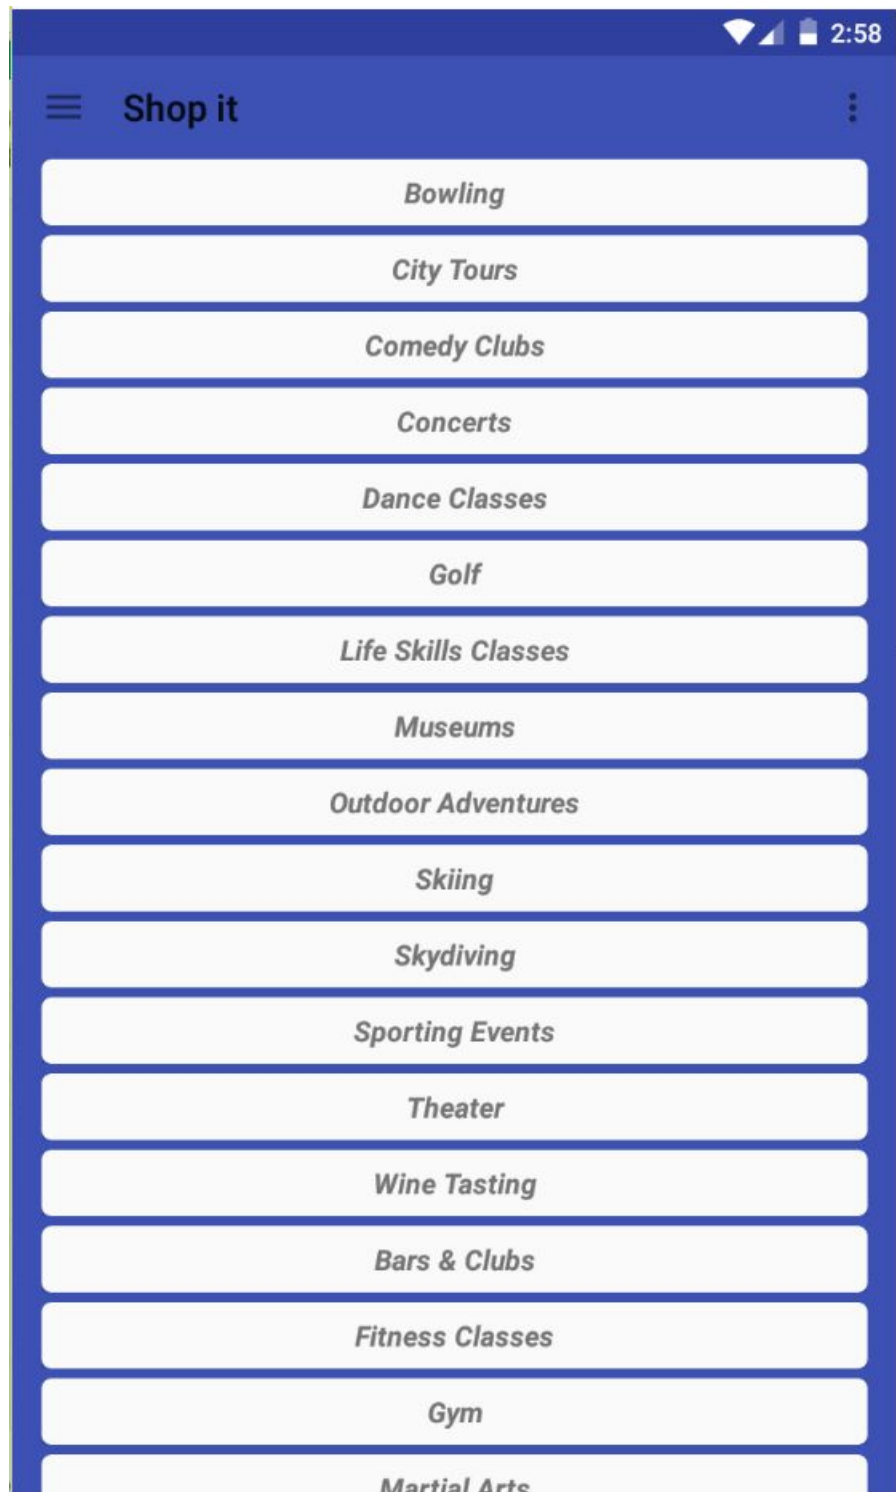 2:58
Shop it
Bowling
City Tours
Comedy Clubs
Concerts
Dance Classes
Golf
Life Skills Classes
Museums
Outdoor Adventures
Skiing
Skydiving
Sporting Events
Theater
Wine Tasting
Bars & Clubs
Fitness Classes
Gym
Martial Arts